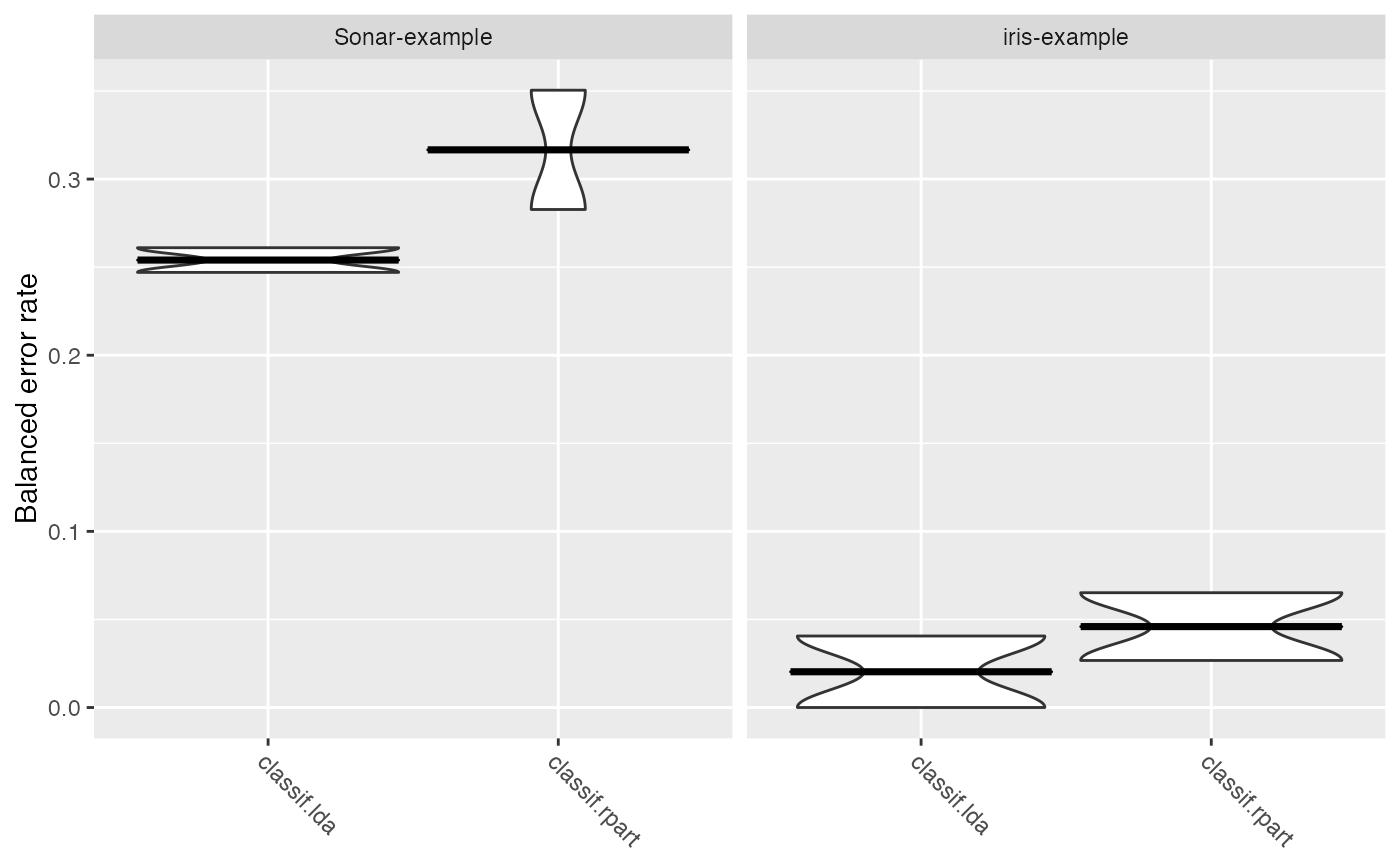 Sonar-example
iris-example
Balanced error rate
0.3
0.2
0.1
0.0
classif.lda
classif.rpart
classif.lda
classif.rpart